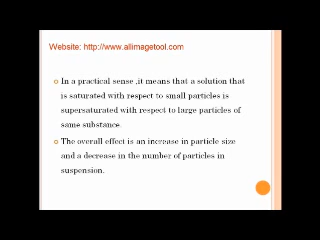 Website: http://www.allimagetool.com
In a practical sense ,it means that a solution that
is saturated with respect to small particles is
supersaturated with respect to large particles of
same substance.
The overall effect is an increase in particle size
and a decrease in the number of particles in
suspension.